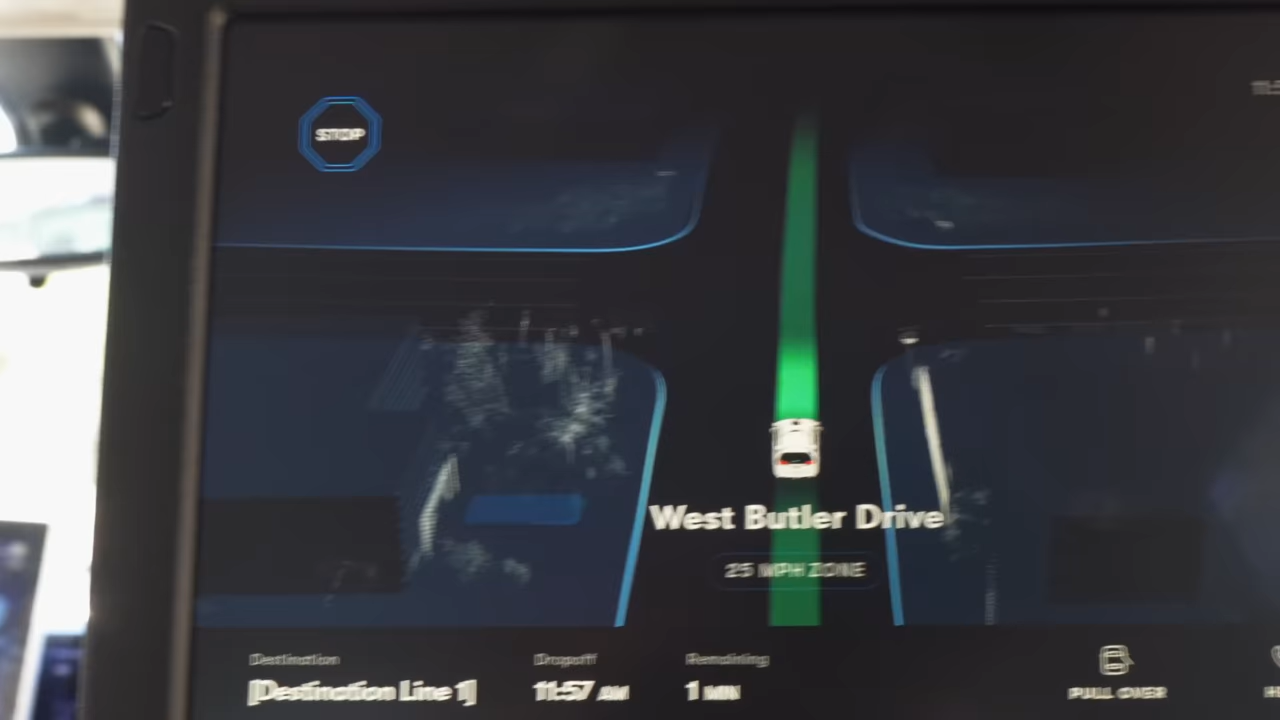 STOP
West Butler Drive
25 MPH ZONE
Destination
Dropoff
Remaining
[Destination Line 1]
11:57 AM
1 MIN
PULL OVER